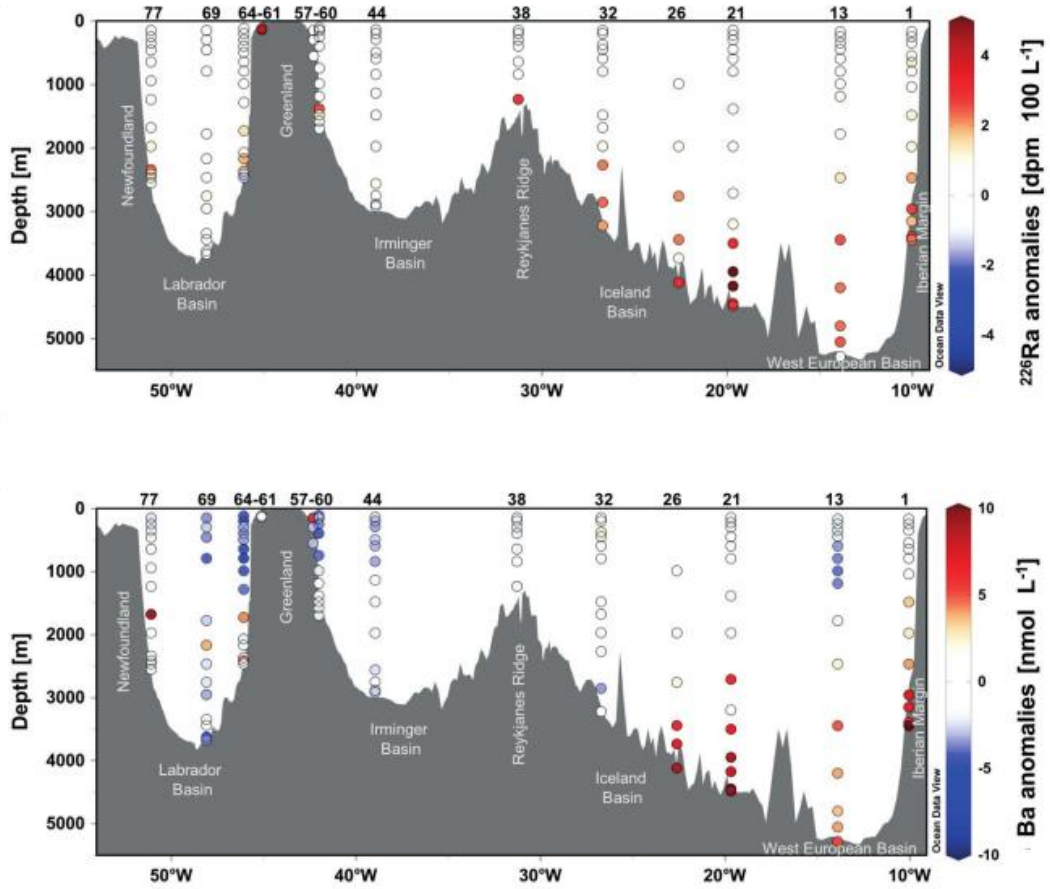 77 69 64-61 57-60 44 38 32 26 21 13 1
0
1000
2000
3000
4000
5000
Depth [m]
Newfoundland
Labrador
Basin
Greenland
Irminger
Basin
Reykjanes Ridge
Iceland
Basin
West European Basin
Iberian Margin
Ocean Data View
50°W 40°W 30°W 20°W 10°W
4
2
0
-2
-4
²²⁶Ra anomalies [dpm 100 L⁻¹]
77 69 64-61 57-60 44 38 32 26 21 13 1
0
1000
2000
3000
4000
5000
Depth [m]
Newfoundland
Labrador
Basin
Greenland
Irminger
Basin
Reykjanes Ridge
Iceland
Basin
West European Basin
Iberian Margin
Ocean Data View
50°W 40°W 30°W 20°W 10°W
10
5
0
-5
-10
Ba anomalies [nmol L⁻¹]